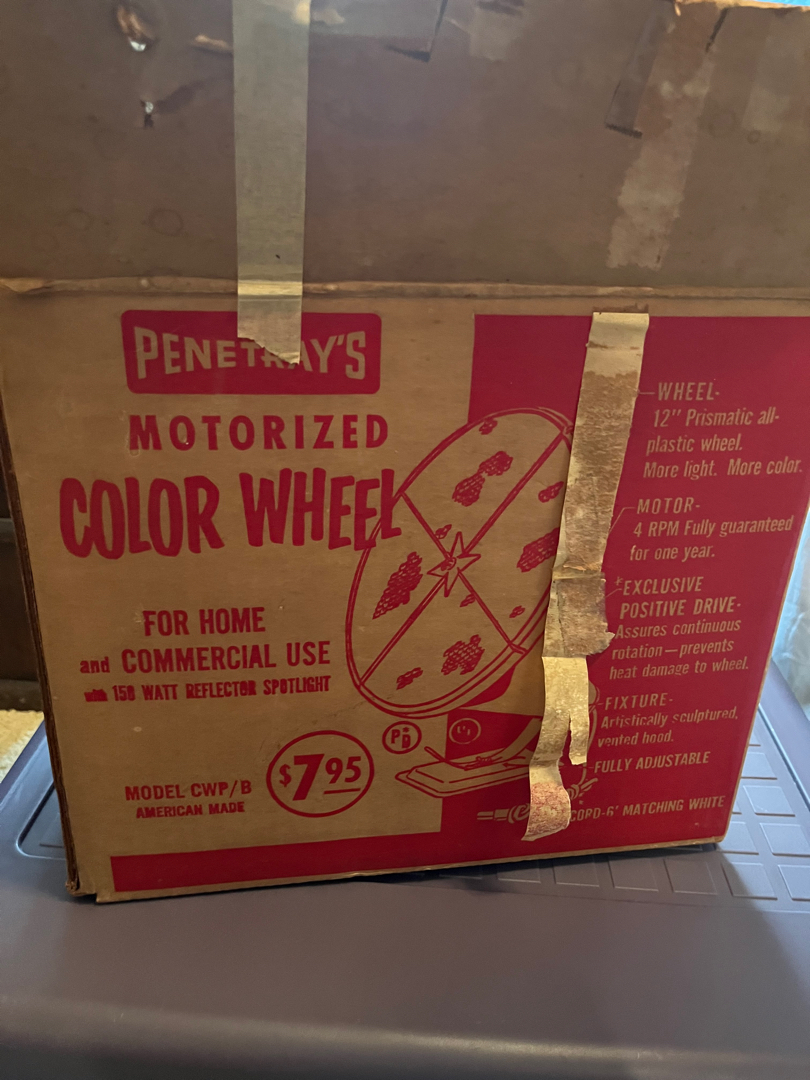 PENETRAY'S
MOTORIZED
COLOR WHEEL
FOR HOME
and COMMERCIAL USE
with 150 WATT REFLECTOR SPOTLIGHT
$795
MODEL CWP/B
AMERICAN MADE
WHEEL-
12" Prismatic all-
plastic wheel.
More light. More color.
MOTOR-
4 RPM Fully guaranteed
for one year.
*EXCLUSIVE
POSITIVE DRIVE-
Assures continuous
rotation—prevents
heat damage to wheel.
FIXTURE-
Artistically sculptured,
vented hood.
FULLY ADJUSTABLE
CORD-6' MATCHING WHITE